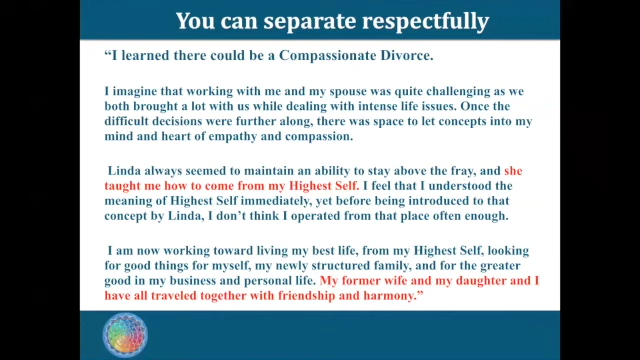 You can separate respectfully
“I learned there could be a Compassionate Divorce.
I imagine that working with me and my spouse was quite challenging as we
both brought a lot with us while dealing with intense life issues. Once the
difficult decisions were further along, there was space to let concepts into my
mind and heart of empathy and compassion.
Linda always seemed to maintain an ability to stay above the fray, and she
taught me how to come from my Highest Self. I feel that I understood the
meaning of Highest Self immediately, yet before being introduced to that
concept by Linda, I don’t think I operated from that place often enough.
I am now working toward living my best life, from my Highest Self, looking
for good things for myself, my newly structured family, and for the greater
good in my business and personal life. My former wife and my daughter and I
have all traveled together with friendship and harmony.”